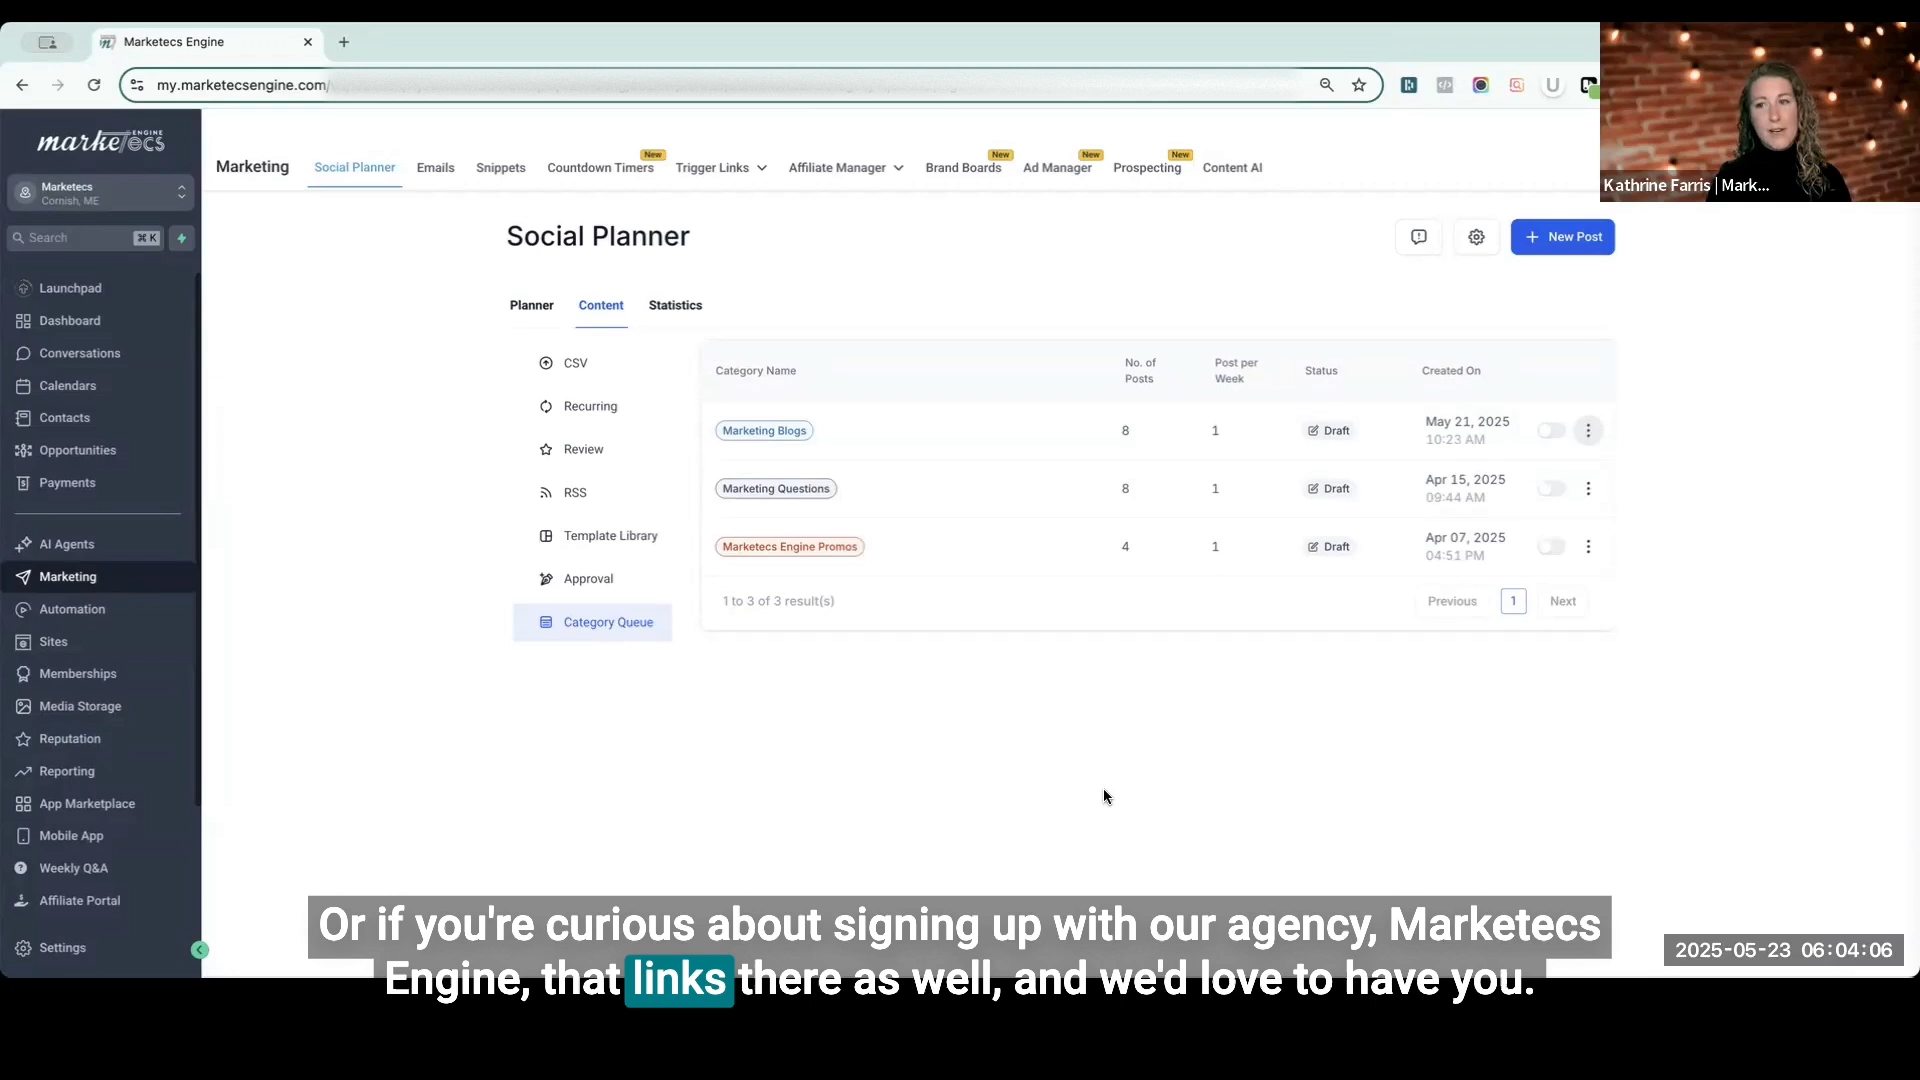 Marketecs Engine
my.marketecsengine.com/
Kathrine Farris | Mark...
marketecs
ENGINE
Marketecs
Cornish, ME
Search
⌘ K
Launchpad
Dashboard
Conversations
Calendars
Contacts
Opportunities
Payments
AI Agents
Marketing
Automation
Sites
Memberships
Media Storage
Reputation
Reporting
App Marketplace
Mobile App
Weekly Q&A
Affiliate Portal
Settings
Marketing
Social Planner
Emails
Snippets
Countdown Timers
New
Trigger Links
Affiliate Manager
Brand Boards
New
Ad Manager
New
Prospecting
New
Content AI
Social Planner
New Post
Planner
Content
Statistics
CSV
Recurring
Review
RSS
Template Library
Approval
Category Queue
Category Name
No. of
Posts
Post per
Week
Status
Created On
Marketing Blogs
8
1
Draft
May 21, 2025
10:23 AM
Marketing Questions
8
1
Draft
Apr 15, 2025
09:44 AM
Marketecs Engine Promos
4
1
Draft
Apr 07, 2025
04:51 PM
1 to 3 of 3 result(s)
Previous
1
Next
Or if you're curious about signing up with our agency, Marketecs
Engine, that links there as well, and we'd love to have you.
2025-05-23 06:04:06